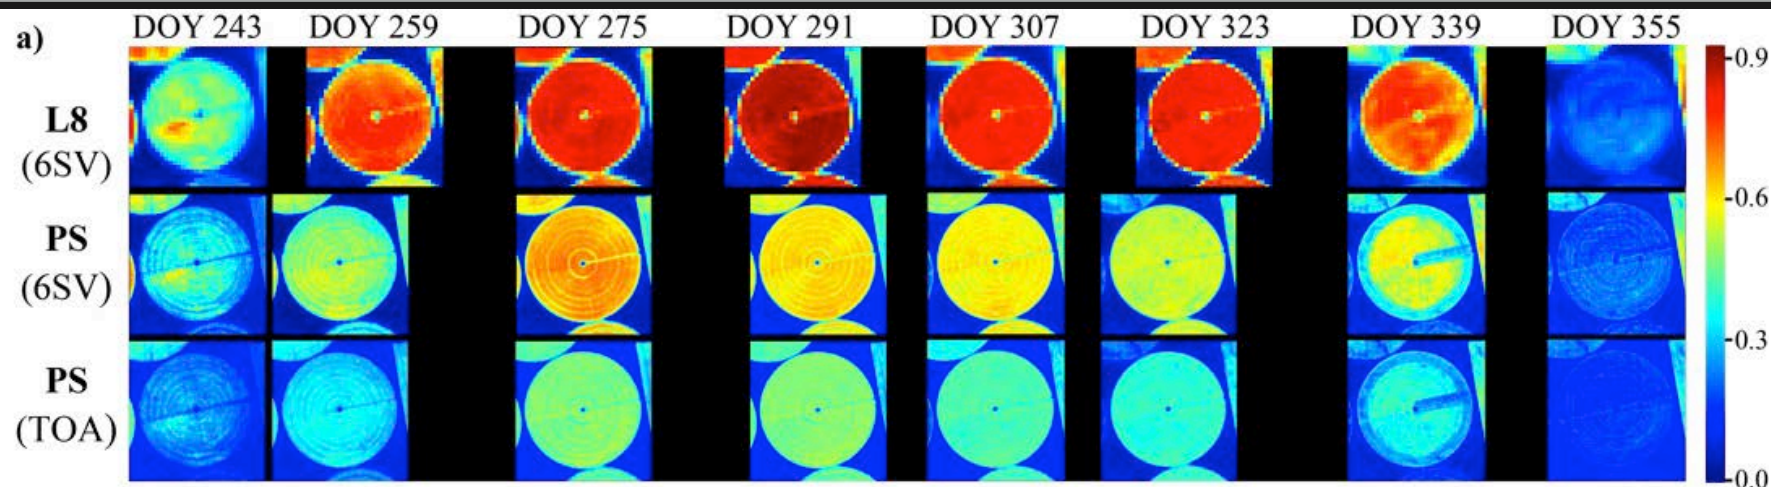 a)
DOY 243 DOY 259 DOY 275 DOY 291 DOY 307 DOY 323 DOY 339 DOY 355
L8
(6SV)
PS
(6SV)
PS
(TOA)
0.9
0.6
0.3
0.0